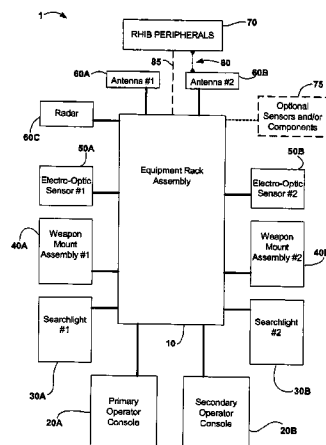 1
70
RHIB PERIPHERALS
85
80
60A
60B
Antenna #1
Antenna #2
75
Radar
Optional
Sensors and/or
Components
60C
50A
50B
Equipment Rack
Assembly
Electro-Optic
Sensor #1
Electro-Optic
Sensor #2
40A
Weapon
Mount
Assembly #1
Weapon
Mount
Assembly #2
Searchlight
#1
Searchlight
#2
10
30A
30B
Primary
Operator
Console
Secondary
Operator
Console
20A
20B